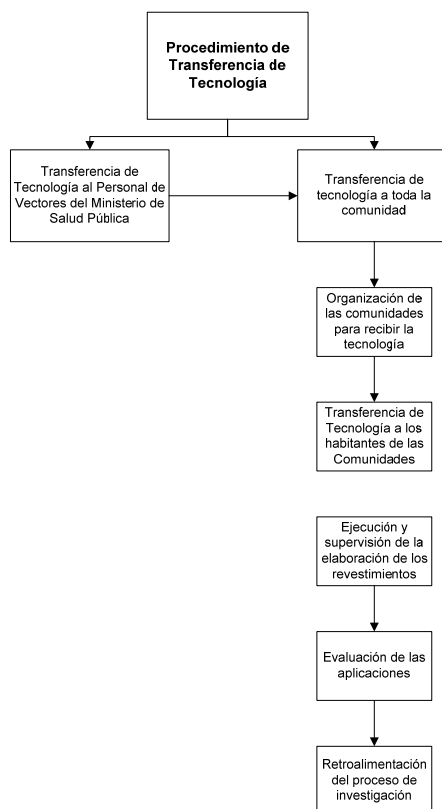 Procedimiento de
Transferencia de
Tecnología
Transferencia de
Tecnología al Personal de
Vectores del Ministerio de
Salud Pública
Transferencia de
tecnología a toda la
comunidad
Organización de
las comunidades
para recibir la
tecnología
Transferencia de
Tecnología a los
habitantes de las
Comunidades
Ejecución y
supervisión de la
elaboración de los
revestimientos
Evaluación de las
aplicaciones
Retroalimentación
del proceso de
investigación